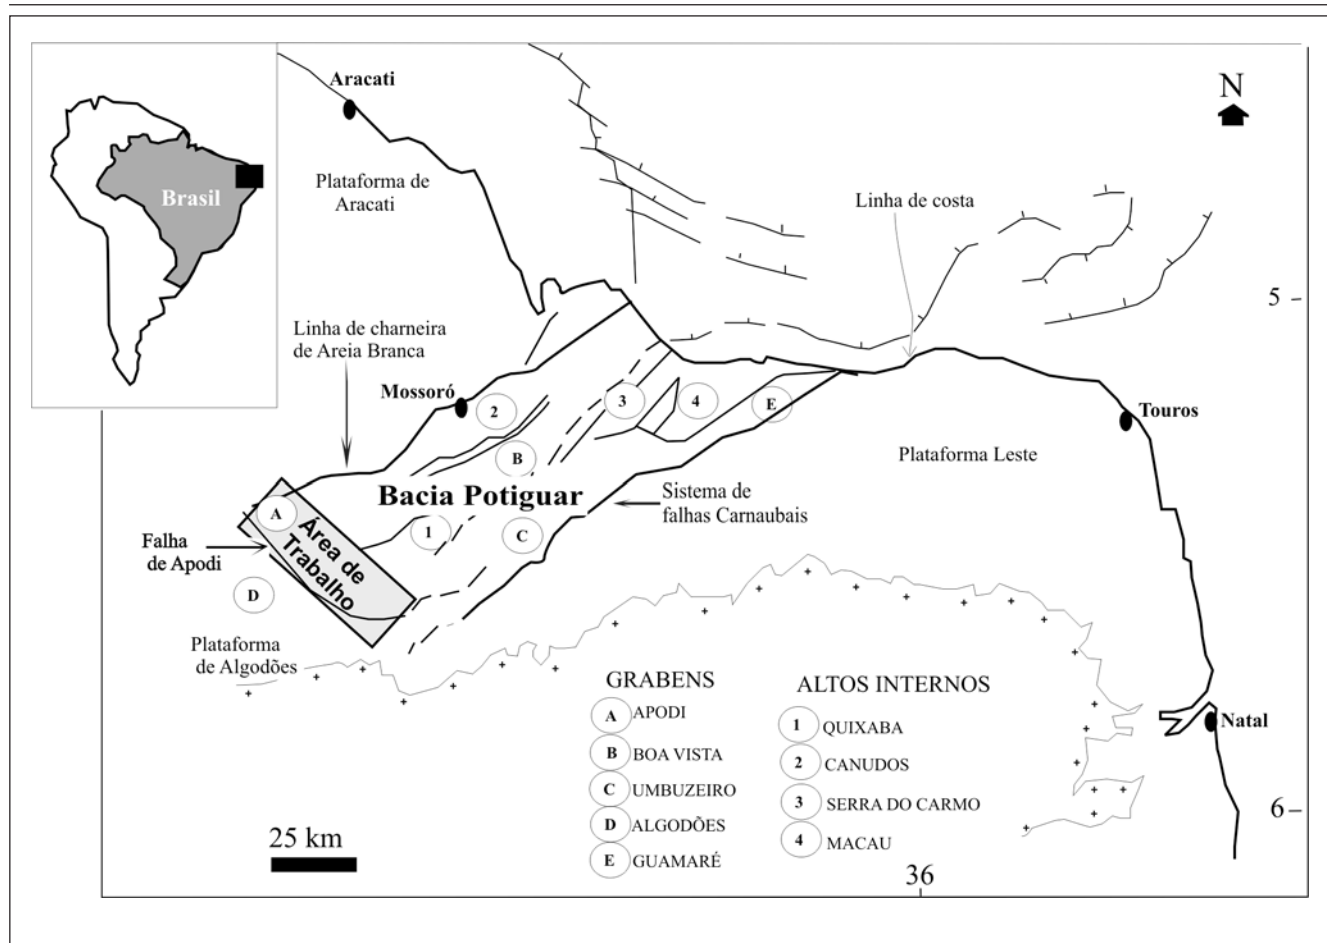 Aracati
N
Plataforma de
Aracati
Brasil
Linha de costa
5
Linha de charneira
de Areia Branca
Mossoró
2
3
4
E
Touros
B
Plataforma Leste
Bacia Potiguar
Sistema de
falhas Carnaubais
A
Área de
Trabalho
1
C
Falha
de Apodi
D
Plataforma
de Algodões
GRABENS
A APODI
B BOA VISTA
C UMBUZEIRO
D ALGODÕES
E GUAMARÉ
ALTOS INTERNOS
1 QUIXABA
2 CANUDOS
3 SERRA DO CARMO
4 MACAU
Natal
6
25 km
36